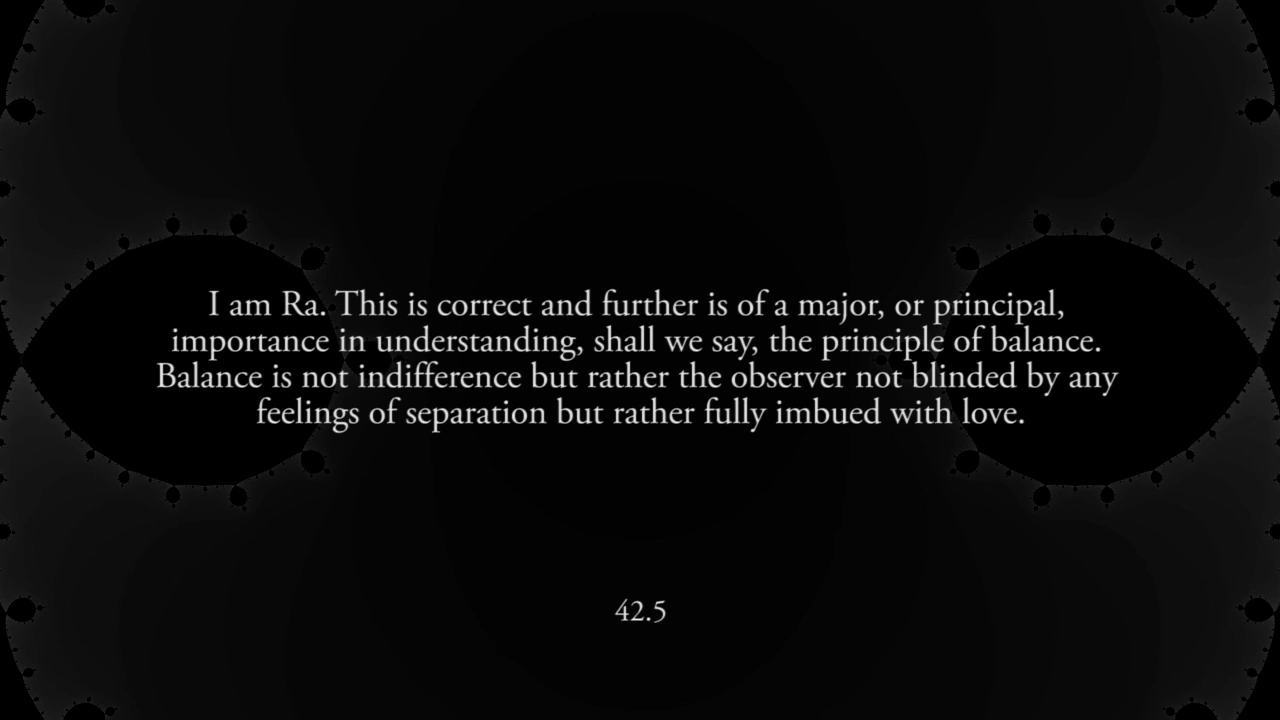 I am Ra. This is correct and further is of a major, or principal,
importance in understanding, shall we say, the principle of balance.
Balance is not indifference but rather the observer not blinded by any
feelings of separation but rather fully imbued with love.
42.5